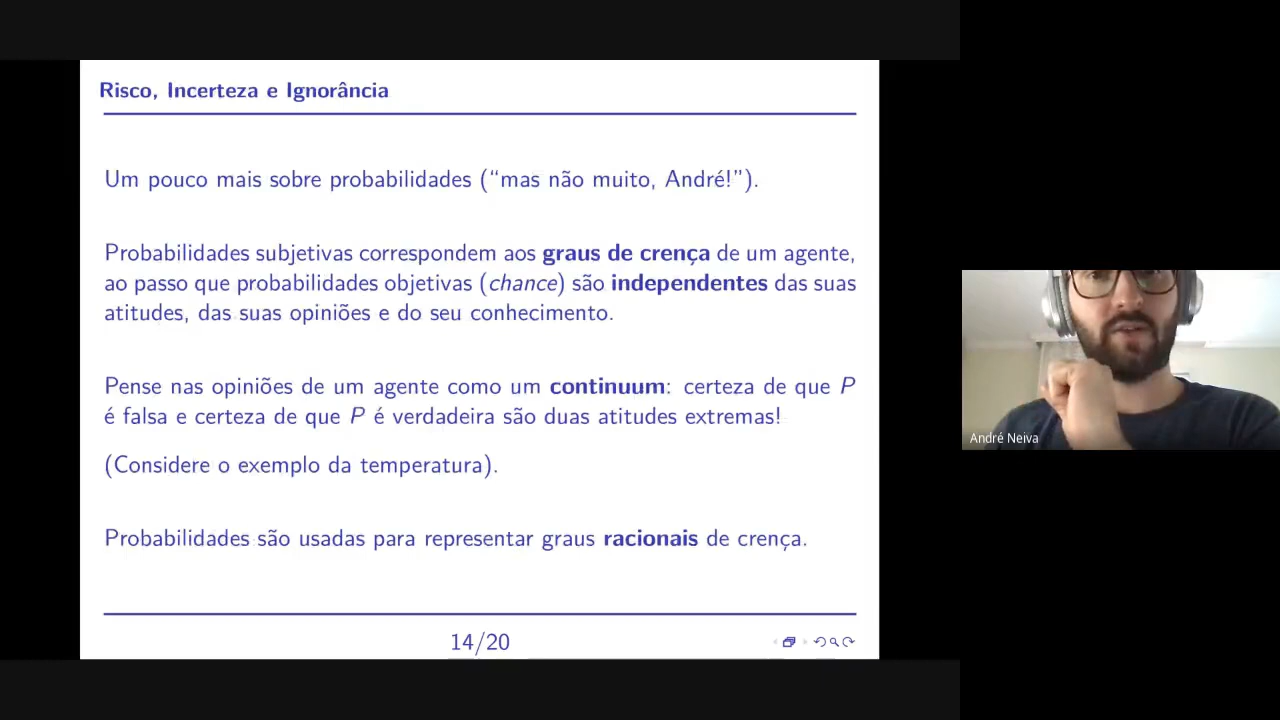 Risco, Incerteza e Ignorância
Um pouco mais sobre probabilidades (“mas não muito, André!”).
Probabilidades subjetivas correspondem aos graus de crença de um agente,
ao passo que probabilidades objetivas (chance) são independentes das suas
atitudes, das suas opiniões e do seu conhecimento.
Pense nas opiniões de um agente como um continuum: certeza de que P
é falsa e certeza de que P é verdadeira são duas atitudes extremas!
(Considere o exemplo da temperatura).
Probabilidades são usadas para representar graus racionais de crença.
14/20
André Neiva